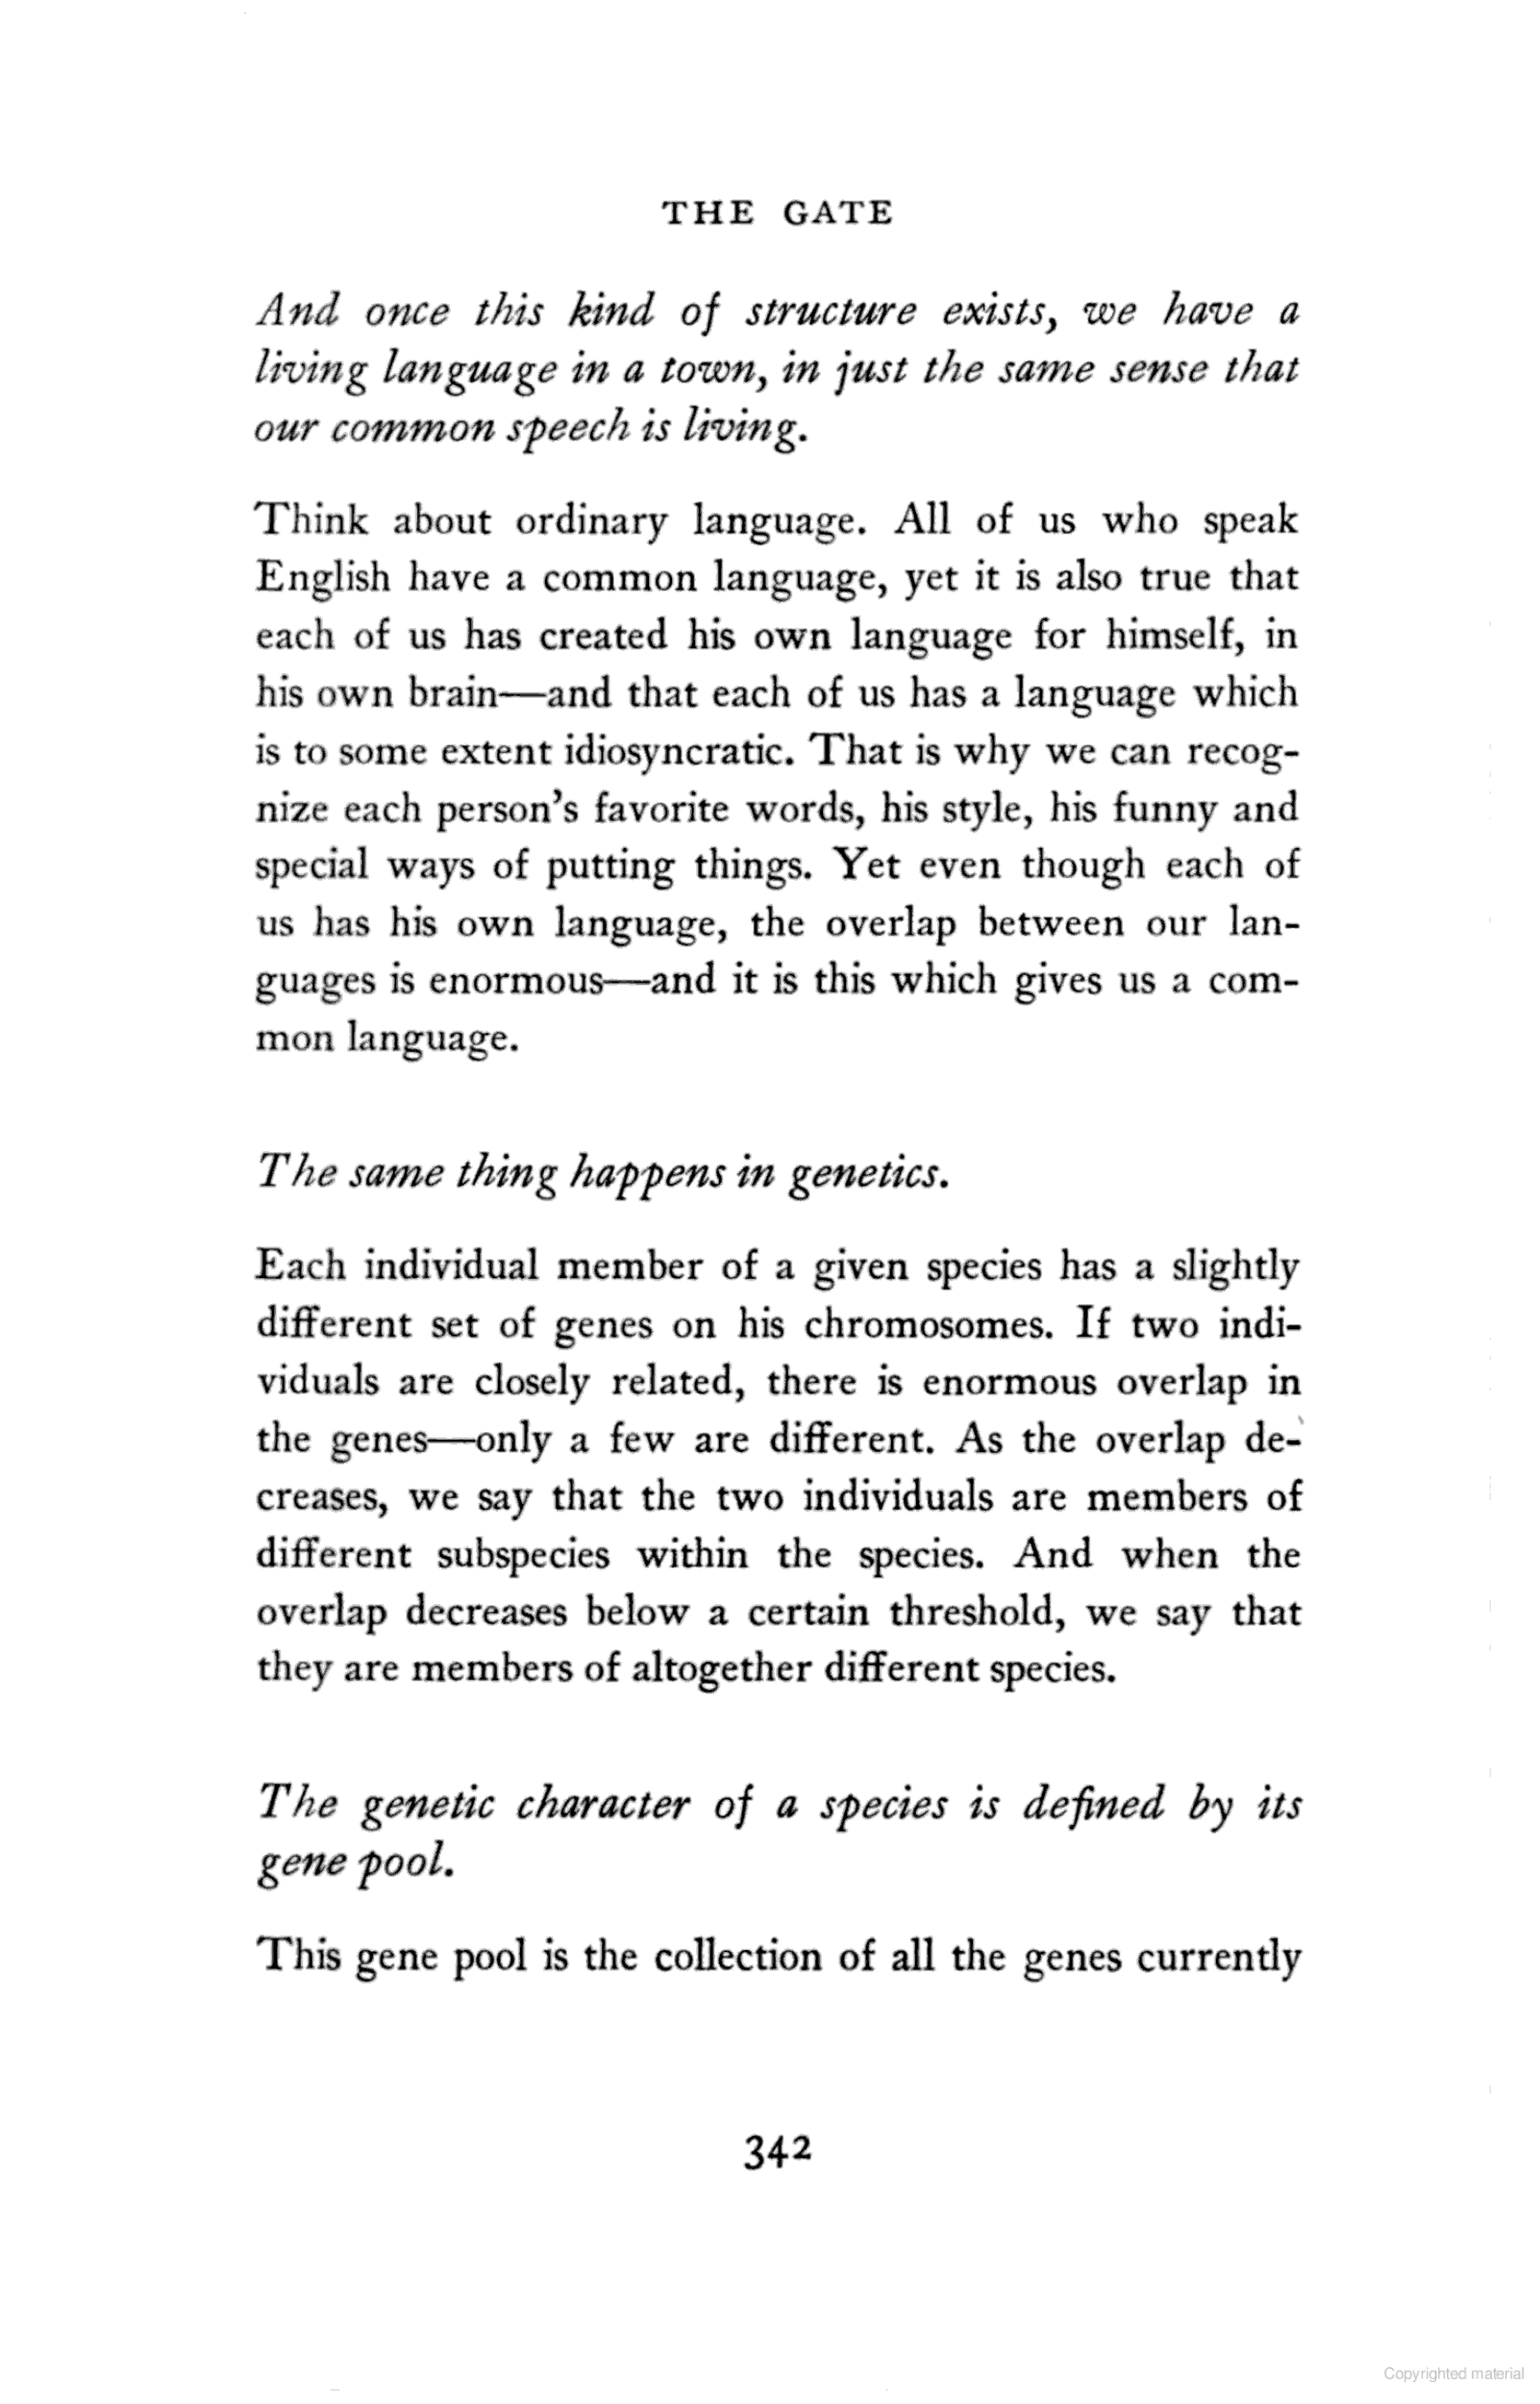 THE GATE
And once this kind of structure exists, we have a
living language in a town, in just the same sense that
our common speech is living.
Think about ordinary language. All of us who speak
English have a common language, yet it is also true that
each of us has created his own language for himself, in
his own brain—and that each of us has a language which
is to some extent idiosyncratic. That is why we can recog-
nize each person's favorite words, his style, his funny and
special ways of putting things. Yet even though each of
us has his own language, the overlap between our lan-
guages is enormous—and it is this which gives us a com-
mon language.
The same thing happens in genetics.
Each individual member of a given species has a slightly
different set of genes on his chromosomes. If two indi-
viduals are closely related, there is enormous overlap in
the genes—only a few are different. As the overlap de-
creases, we say that the two individuals are members of
different subspecies within the species. And when the
overlap decreases below a certain threshold, we say that
they are members of altogether different species.
The genetic character of a species is defined by its
gene pool.
This gene pool is the collection of all the genes currently
342
Copyrighted material